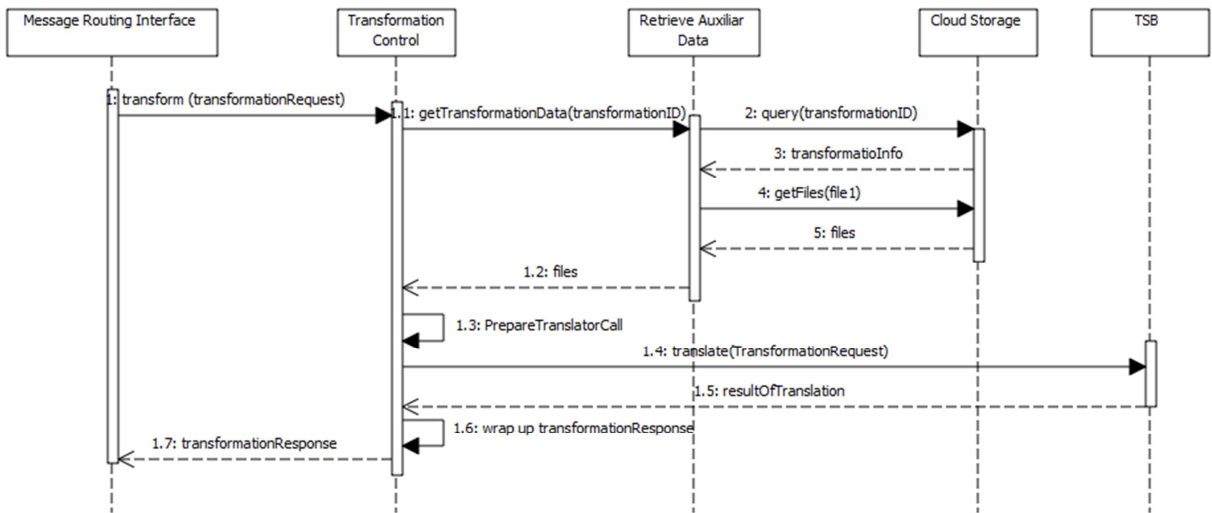 Message Routing Interface
Transformation
Control
Retrieve Auxiliar
Data
Cloud Storage
TSB
1: transform (transformationRequest)
1.1: getTransformationData(transformationID)
2: query(transformationID)
3: transformatioInfo
4: getFiles(file1)
5: files
1.2: files
1.3: PrepareTranslatorCall
1.4: translate(TransformationRequest)
1.5: resultOfTranslation
1.6: wrap up transformationResponse
1.7: transformationResponse